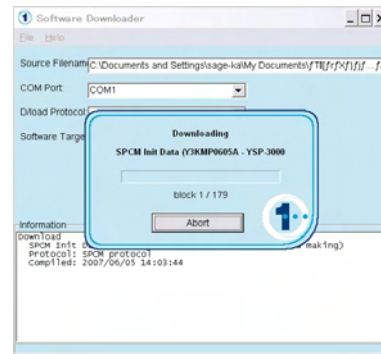 Software Downloader
File Help
Source Filename C:\Documents and Settings\sage-ka\My Documents\
COM Port: COM1
D/load Protocol
Software Targe
Downloading
SPCM Init Data (Y3KMP0605A - YSP-3000
block 1 / 179
Abort
Information
Download
SPCM Init D making)
Protocol: SPCM protocol
Compiled: 2007/06/05 14:03:44